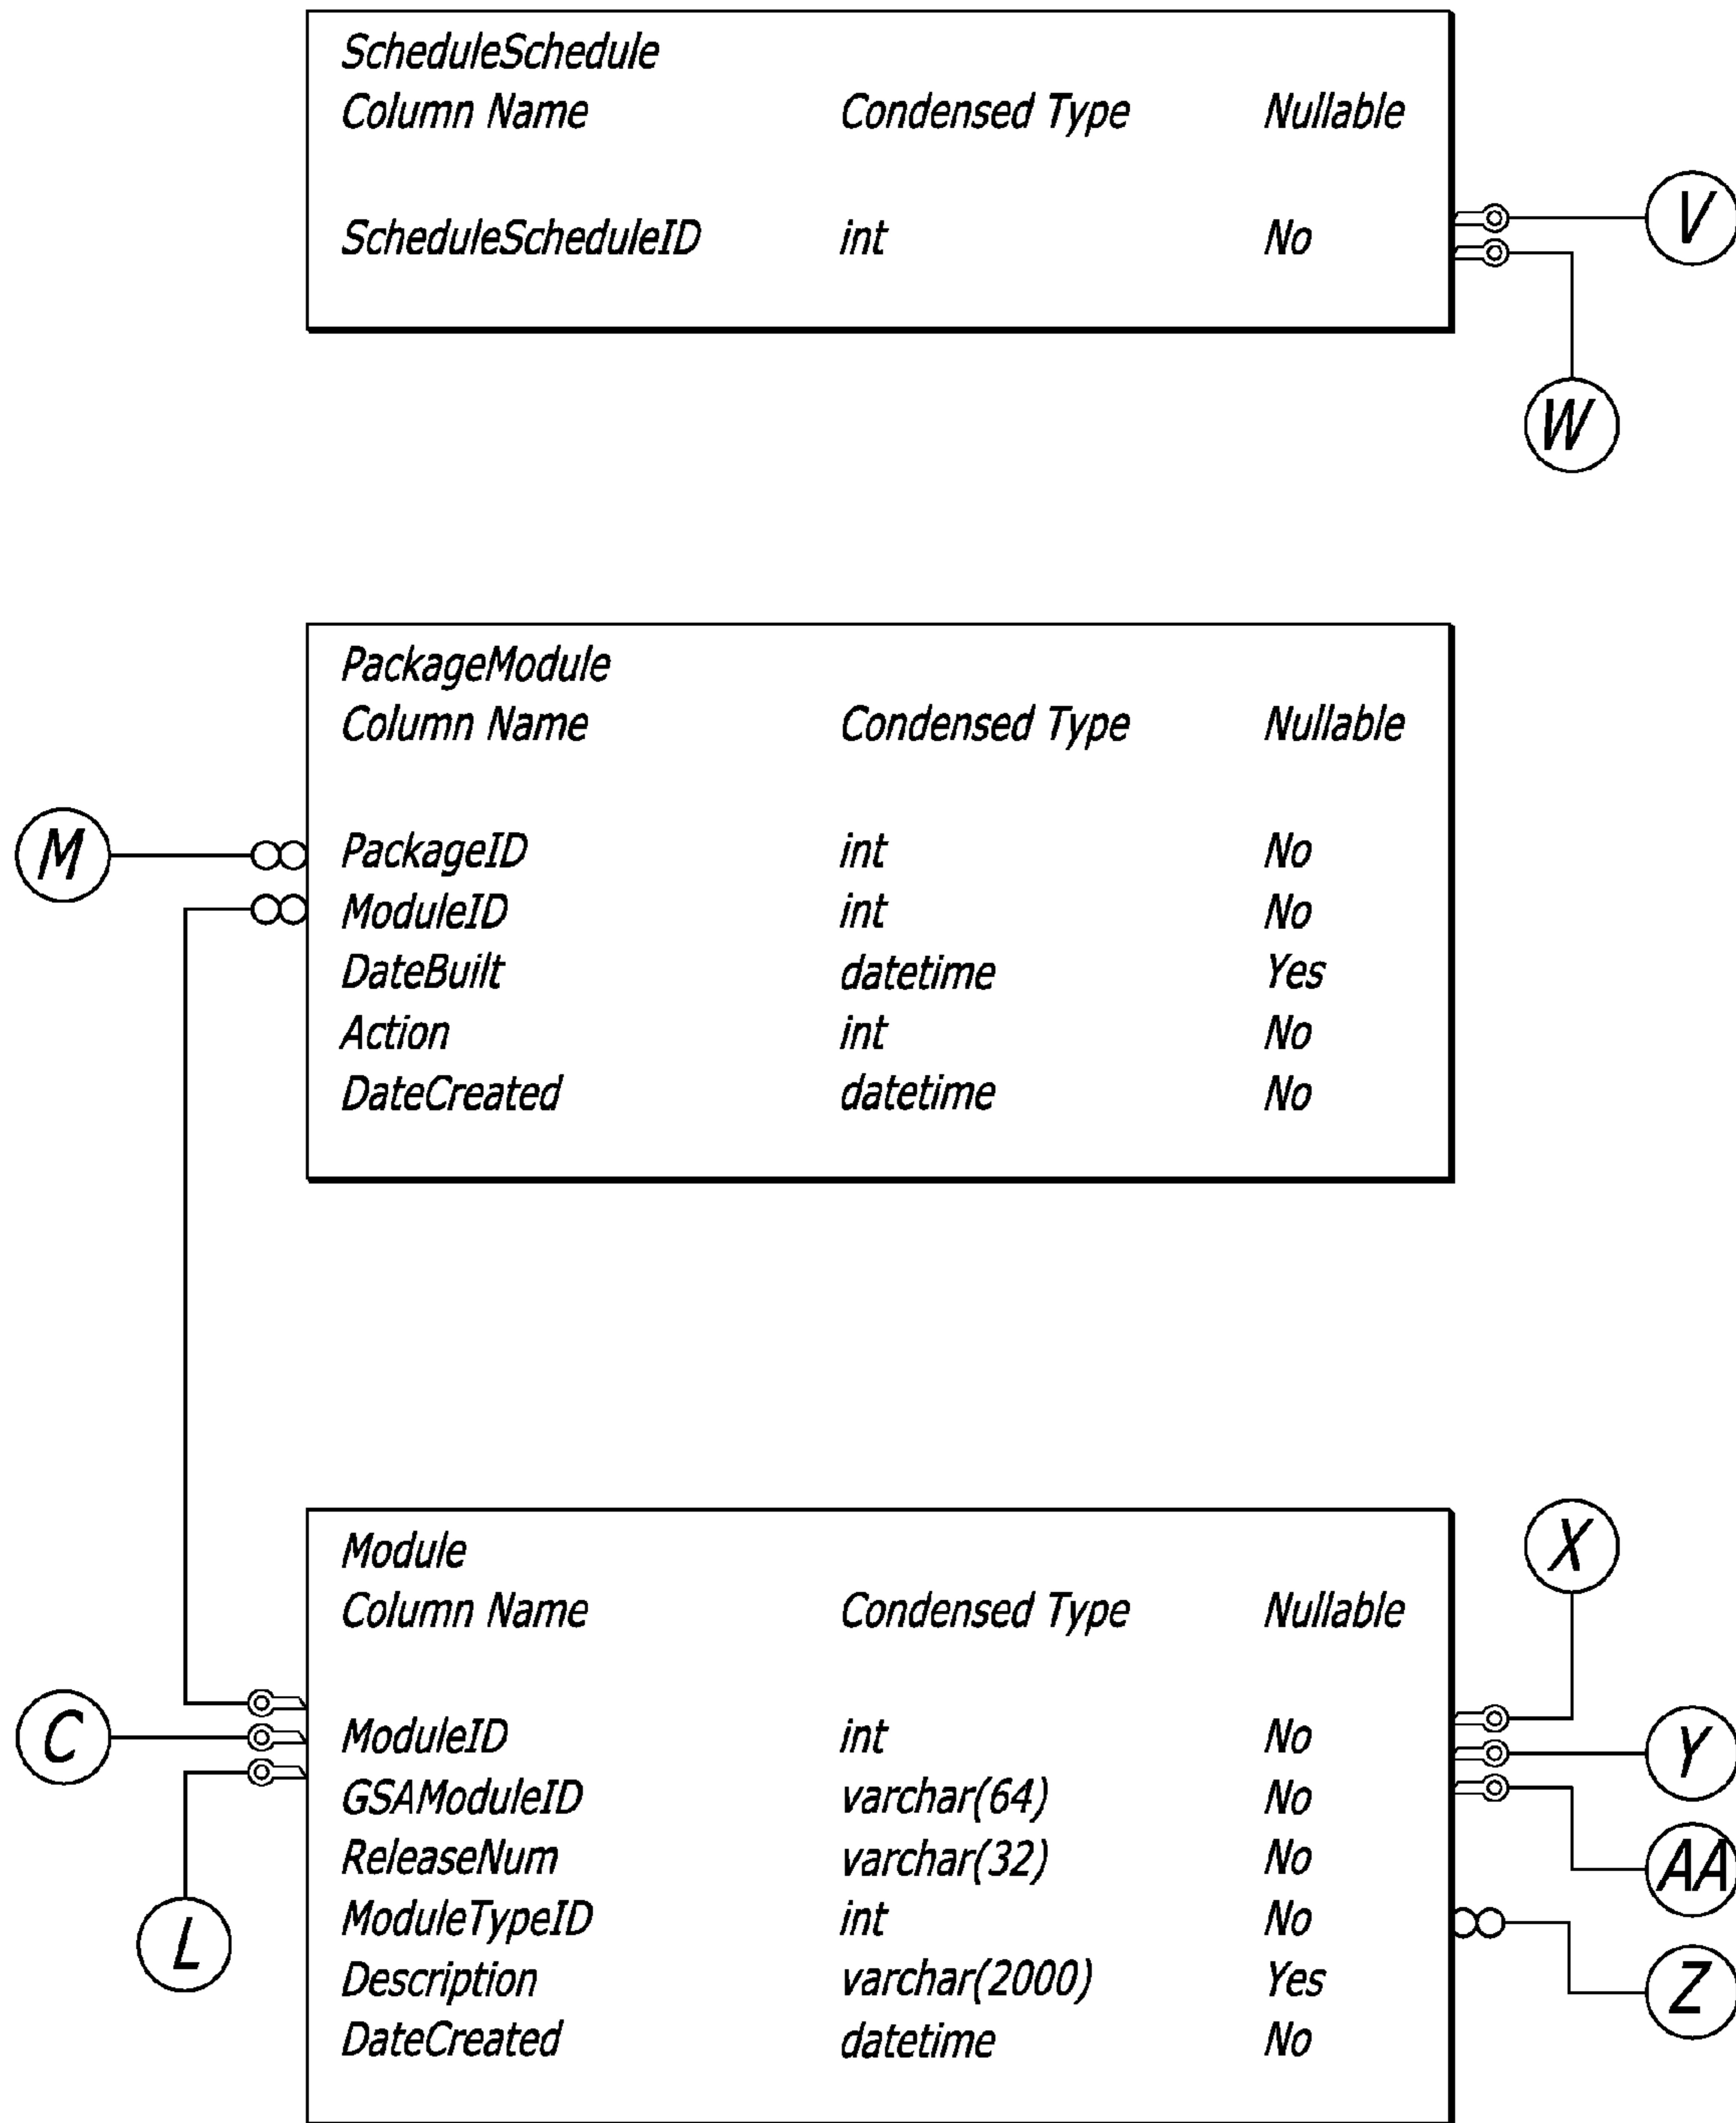 ScheduleSchedule
Column Name Condensed Type Nullable
ScheduleScheduleID int No
V
W
PackageModule
Column Name Condensed Type Nullable
M
PackageID int No
ModuleID int No
DateBuilt datetime Yes
Action int No
DateCreated datetime No
Module
X
Column Name Condensed Type Nullable
C
ModuleID int No
Y
GSAModuleID varchar(64) No
ReleaseNum varchar(32) No
AA
ModuleTypeID int No
L
Description varchar(2000) Yes
Z
DateCreated datetime No